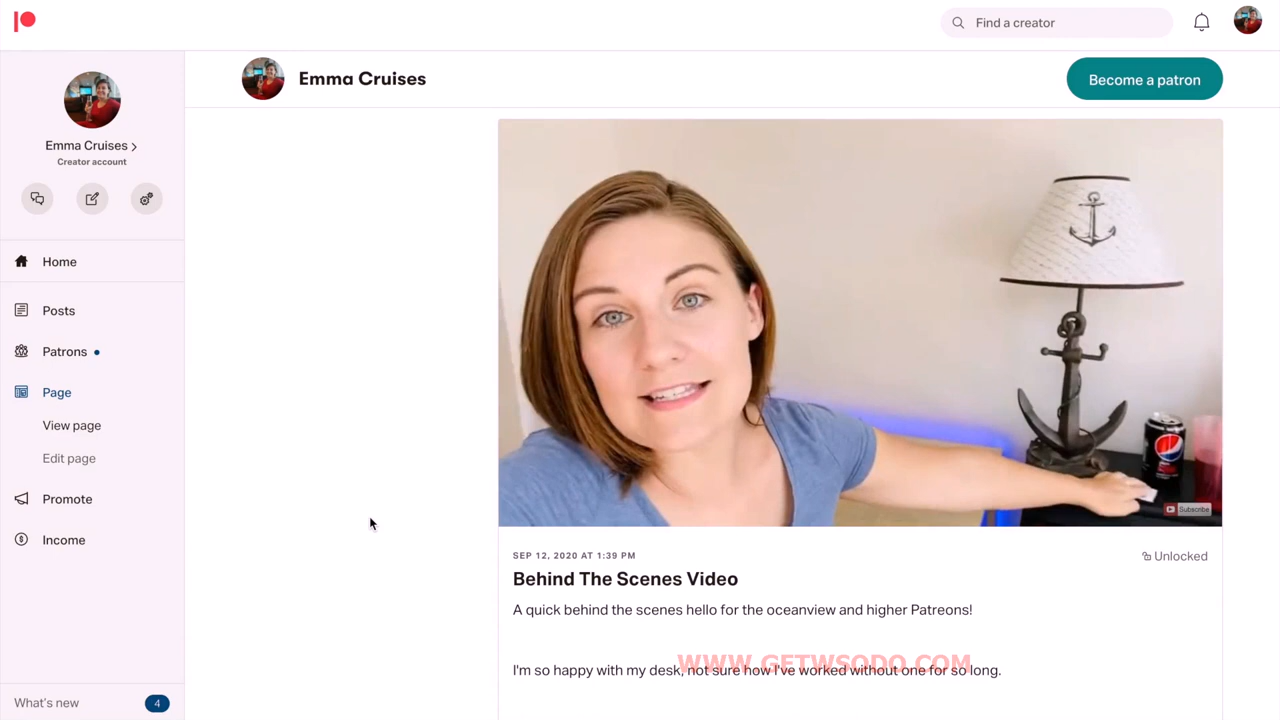 Find a creator
Emma Cruises
Creator account
Emma Cruises
Become a patron
Home
Posts
Patrons
Page
View page
Edit page
Promote
Income
What's new
4
pepsi
Subscribe
SEP 12, 2020 AT 1:39 PM
Unlocked
Behind The Scenes Video
A quick behind the scenes hello for the oceanview and higher Patreons!
WWW.GETWSODO.COM
I'm so happy with my desk, not sure how I've worked without one for so long.